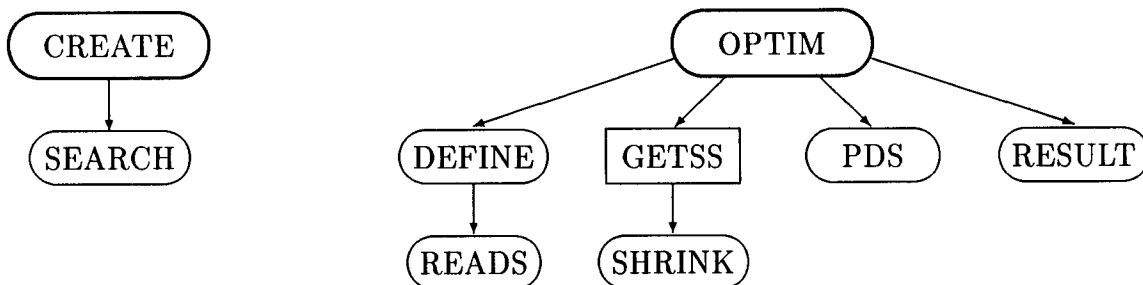 CREATE
OPTIM
SEARCH
DEFINE
GETSS
PDS
RESULT
READS
SHRINK